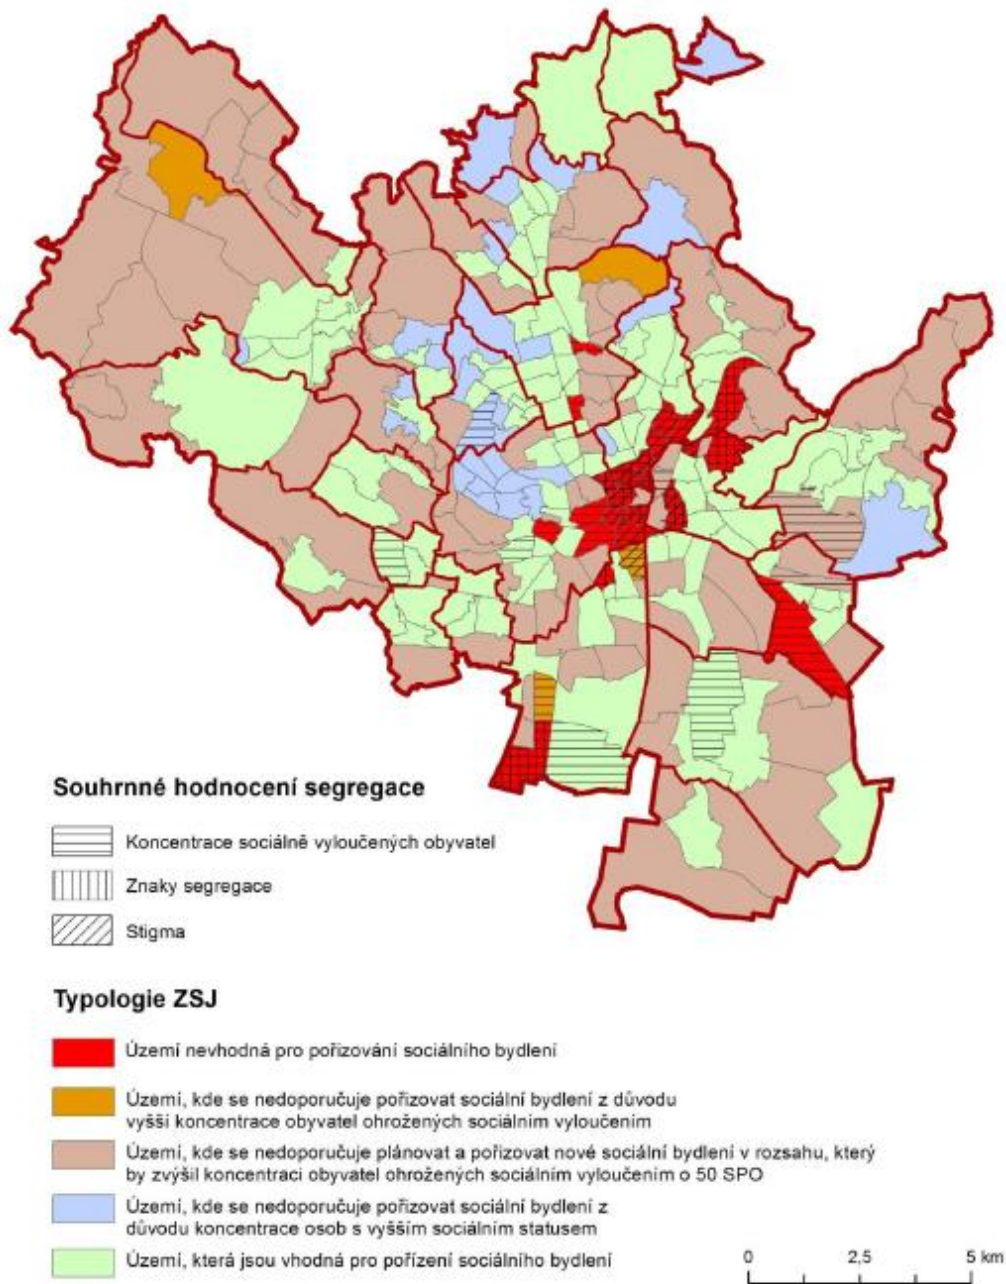 Souhrnné hodnocení segregace
Koncentrace sociálně vyloučených obyvatel
Znaky segregace
Stigma
Typologie ZSJ
Území nevhodná pro pořizování sociálního bydlení
Území, kde se nedoporučuje pořizovat sociální bydlení z důvodu
vyšší koncentrace obyvatel ohrožených sociálním vyloučením
Území, kde se nedoporučuje plánovat a pořizovat nové sociální bydlení v rozsahu, který
by zvýšil koncentraci obyvatel ohrožených sociálním vyloučením o 50 SPO
Území, kde se nedoporučuje pořizovat sociální bydlení z
důvodu koncentrace osob s vyšším sociálním statusem
Území, která jsou vhodná pro pořízení sociálního bydlení
0 2,5 5 km